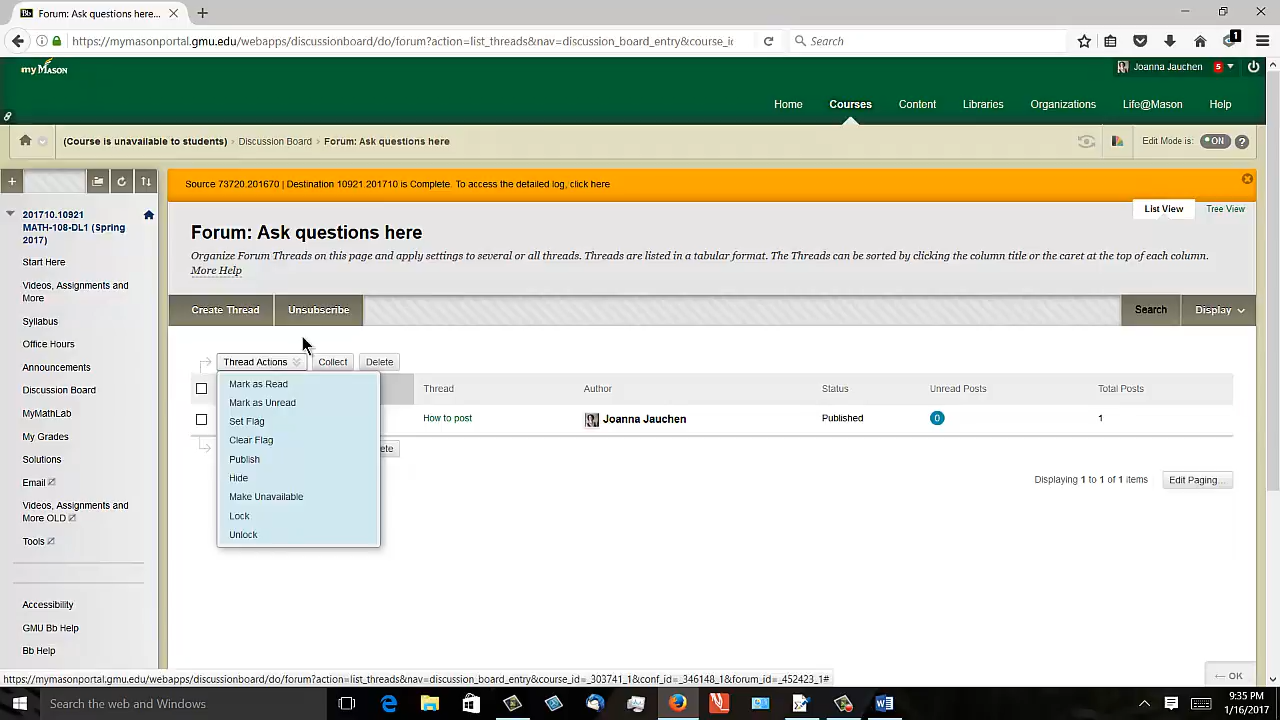 Forum: Ask questions here...
https://mymasonportal.gmu.edu/webapps/discussionboard/do/forum?action=list_threads&nav=discussion_board_entry&course_i
Search
1
myMason
Joanna Jauchen 5
Home Courses Content Libraries Organizations Life@Mason Help
(Course is unavailable to students) Discussion Board Forum: Ask questions here
Edit Mode is: ON ?
Source 73720.201670 | Destination 10921.201710 is Complete. To access the detailed log, click here
List View Tree View
201710.10921
MATH-108-DL1 (Spring
2017)
Start Here
Videos, Assignments and
More
Syllabus
Office Hours
Announcements
Discussion Board
MyMathLab
My Grades
Solutions
Email
Videos, Assignments and
More OLD
Tools
Accessibility
GMU Bb Help
Bb Help
Forum: Ask questions here
Organize Forum Threads on this page and apply settings to several or all threads. Threads are listed in a tabular format. The Threads can be sorted by clicking the column title or the caret at the top of each column.
More Help
Create Thread Unsubscribe Search Display
Thread Actions Collect Delete
Mark as Read
Mark as Unread
Set Flag
Clear Flag
Publish
Hide
Make Unavailable
Lock
Unlock
Thread Author Status Unread Posts Total Posts
How to post Joanna Jauchen Published 0 1
ete
Displaying 1 to 1 of 1 items Edit Paging...
OK
https://mymasonportal.gmu.edu/webapps/discussionboard/do/forum?action=list_threads&nav=discussion_board_entry&course_id=_303741_1&conf_id=_346148_1&forum_id=_452423_1#
Search the web and Windows
9:35 PM
1/16/2017